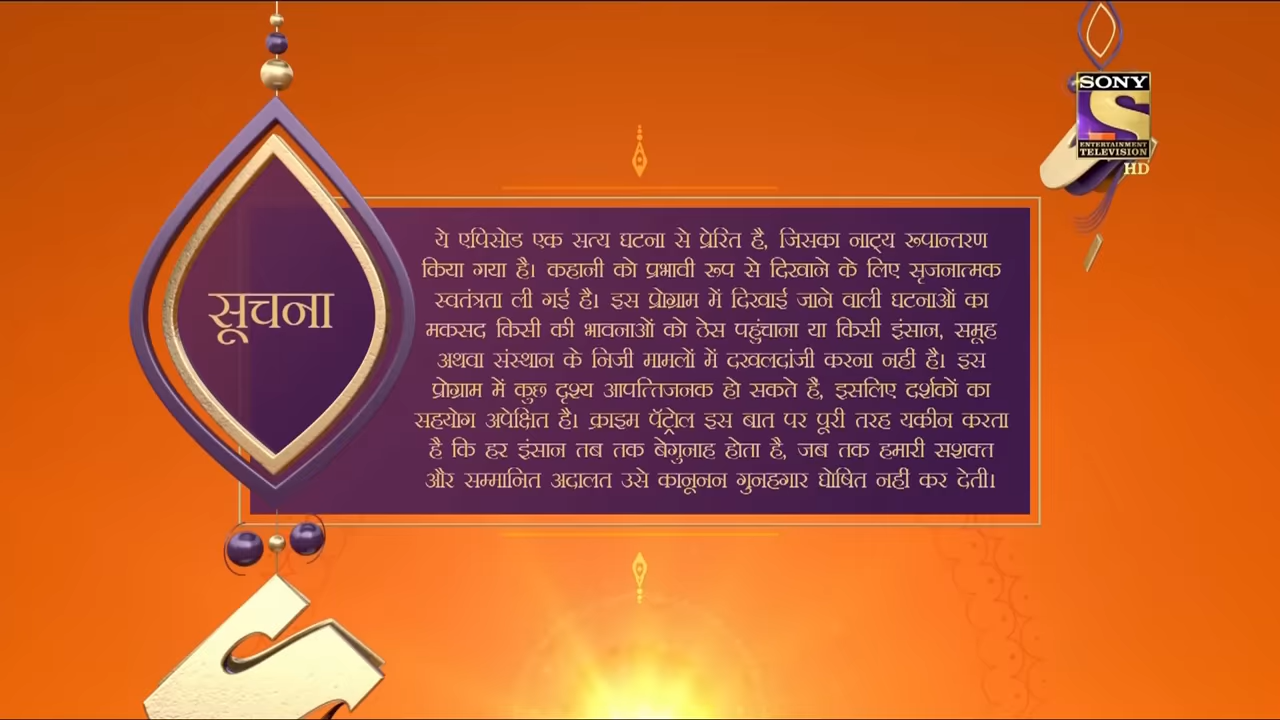 सूचना
ये एपिसोड एक सत्य घटना से प्रेरित है, जिसका नाट्य रूपान्तरण
किया गया है। कहानी को प्रभावी रूप से दिखाने के लिए सृजनात्मक
स्वतंत्रता ली गई है। इस प्रोग्राम में दिखाई जाने वाली घटनाओं का
मकसद किसी की भावनाओं को ठेस पहुंचाना या किसी इंसान, समूह
अथवा संस्थान के निजी मामलों में दखलदांजी करना नहीं है। इस
प्रोग्राम में कुछ दृश्य आपत्तिजनक हो सकते हैं, इसलिए दर्शकों का
सहयोग अपेक्षित है। क्राइम पॅट्रोल इस बात पर पूरी तरह यकीन करता
है कि हर इंसान तब तक बेगुनाह होता है, जब तक हमारी सशक्त
और सम्मानित अदालत उसे कानूनन गुनहगार घोषित नहीं कर देती।
SONY
ENTERTAINMENT
TELEVISION
HD